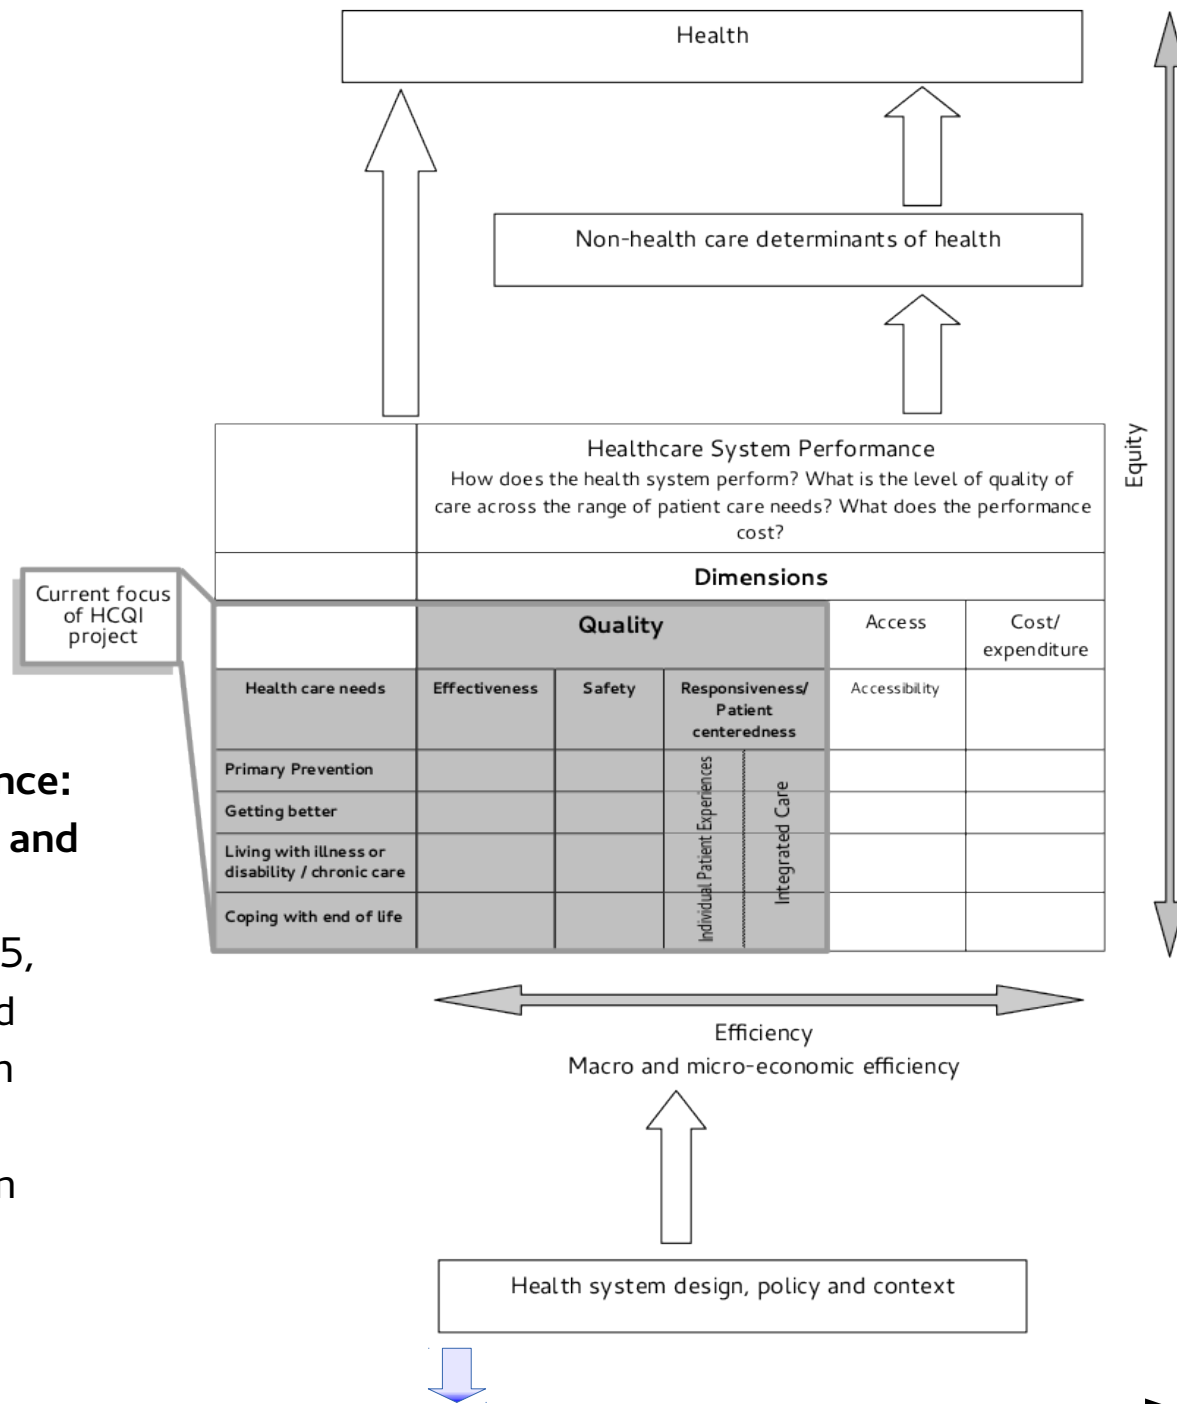 Health
Non-health care determinants of health
Equity
Healthcare System Performance
How does the health system perform? What is the level of quality of
care across the range of patient care needs? What does the performance
cost?
Dimensions
Current focus
of HCQI
project
Quality
Access
Cost/
expenditure
Health care needs
Effectiveness
Safety
Responsiveness/
Patient
centeredness
Accessibility
Primary Prevention
Getting better
Living with illness or
disability / chronic care
Coping with end of life
Individual Patient Experiences
Integrated Care
nce:
and
5,
d
n
n
Efficiency
Macro and micro-economic efficiency
Health system design, policy and context